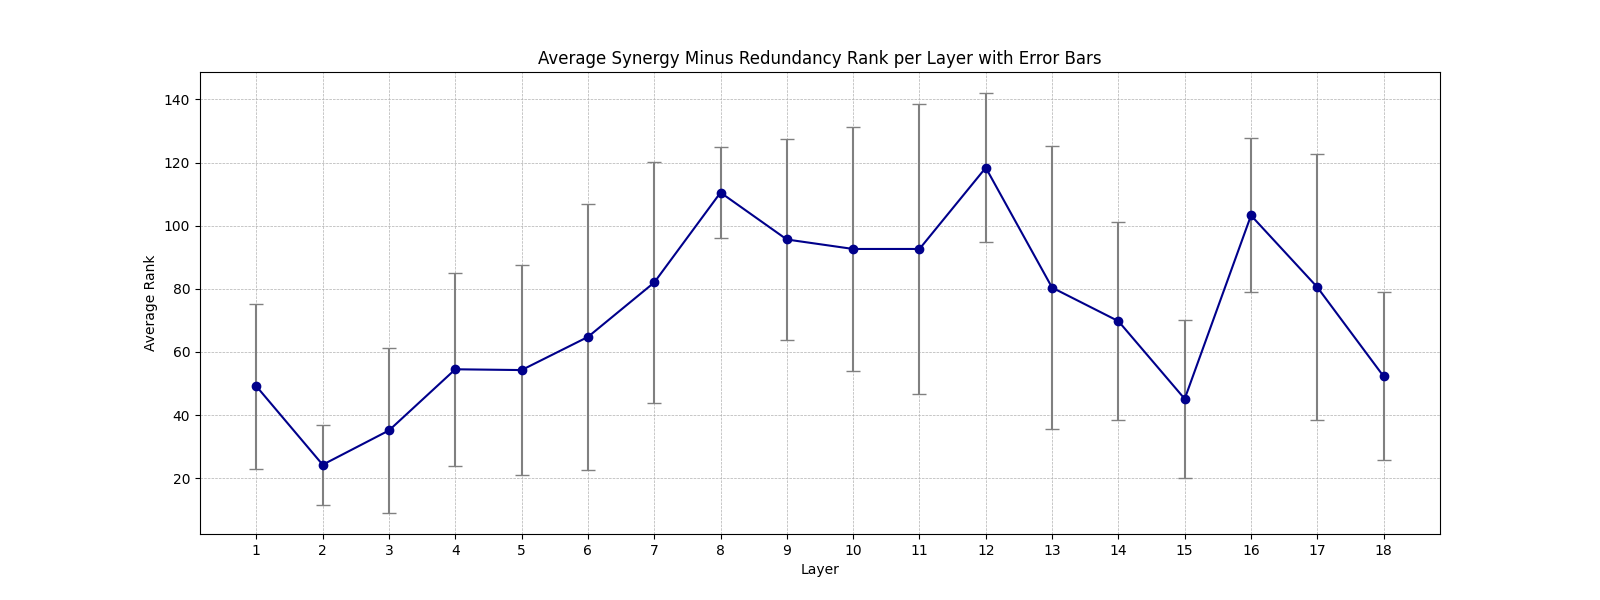 Average Synergy Minus Redundancy Rank per Layer with Error Bars
140
120
100
80
60
40
20
Average Rank
1 2 3 4 5 6 7 8 9 10 11 12 13 14 15 16 17 18
Layer